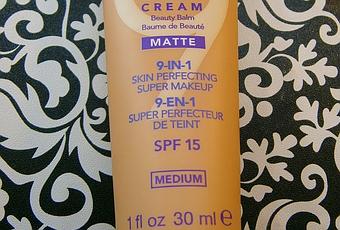 CREAM
Beauty Balm
Baume de Beauté
MATTE
9-IN-1
SKIN PERFECTING
SUPER MAKEUP
9-EN-1
SUPER PERFECTEUR
DE TEINT
SPF 15
MEDIUM
1 fl oz 30 ml e